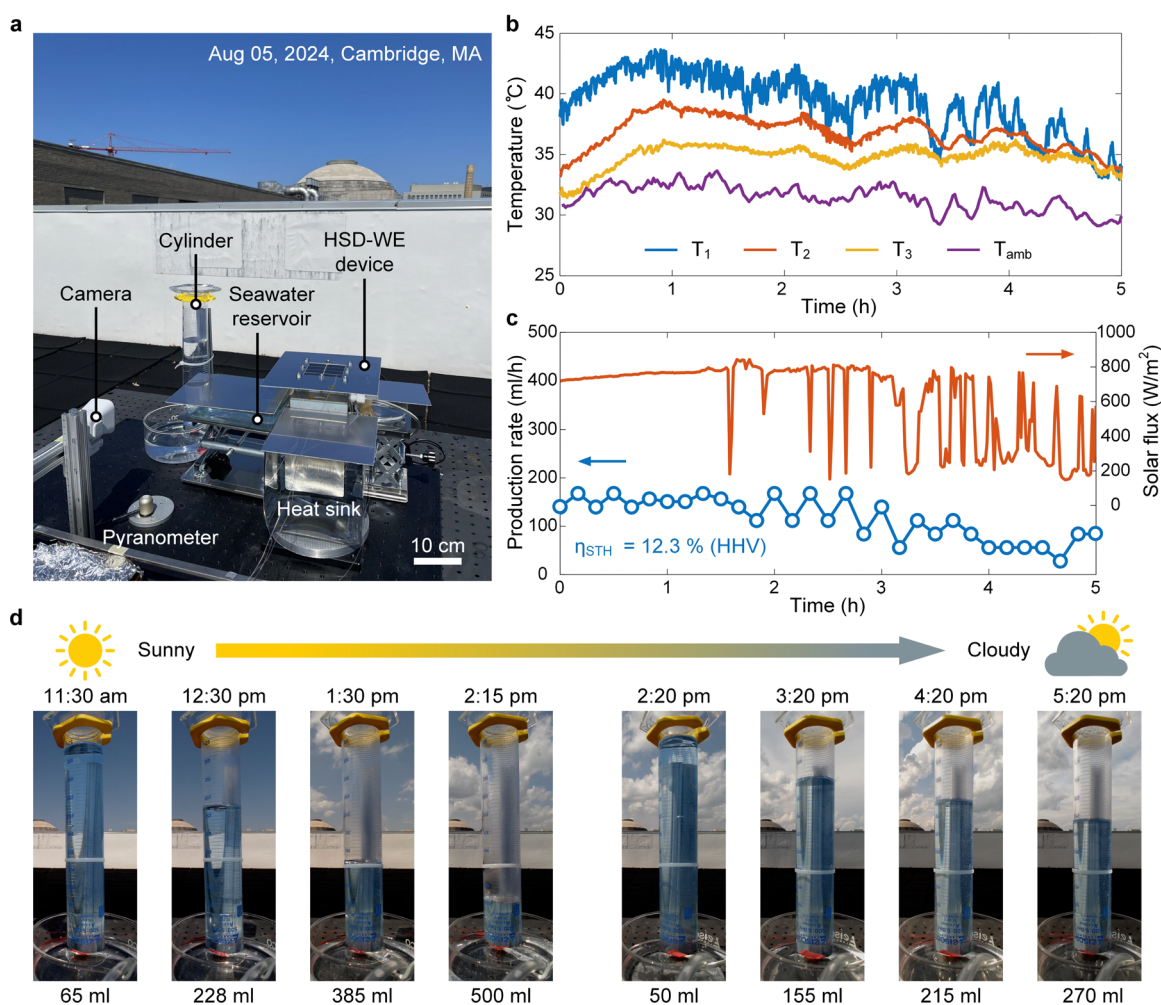 a
Aug 05, 2024, Cambridge, MA
Cylinder
HSD-WE
device
Camera
Seawater
reservoir
Heat sink
Pyranometer
10 cm
b
Temperature (℃)
45
40
35
30
25
T1
T2
T3
Tamb
0
1
2
3
4
5
Time (h)
c
Production rate (ml/h)
500
400
300
200
100
0
1000
800
600
400
200
0
Solar flux (W/m²)
ηSTH = 12.3 % (HHV)
0
1
2
3
4
5
Time (h)
d
Sunny
Cloudy
11:30 am
12:30 pm
1:30 pm
2:15 pm
2:20 pm
3:20 pm
4:20 pm
5:20 pm
65 ml
228 ml
385 ml
500 ml
50 ml
155 ml
215 ml
270 ml